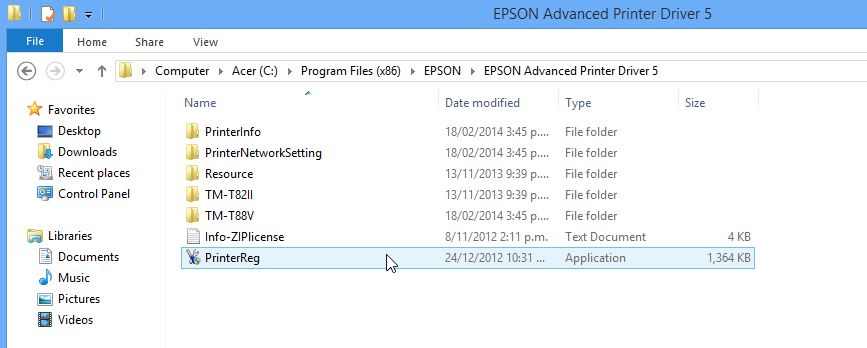 EPSON Advanced Printer Driver 5
File Home Share View
Computer Acer (C:) Program Files (x86) EPSON EPSON Advanced Printer Driver 5
Favorites
Desktop
Downloads
Recent places
Control Panel
Libraries
Documents
Music
Pictures
Videos
Name Date modified Type Size
PrinterInfo 18/02/2014 3:45 p.... File folder
PrinterNetworkSetting 18/02/2014 3:45 p.... File folder
Resource 13/11/2013 9:39 p.... File folder
TM-T82II 13/11/2013 9:39 p.... File folder
TM-T88V 18/02/2014 3:45 p.... File folder
Info-ZIPlicense 8/11/2012 2:11 p.m. Text Document 4 KB
PrinterReg 24/12/2012 10:31 ... Application 1,364 KB